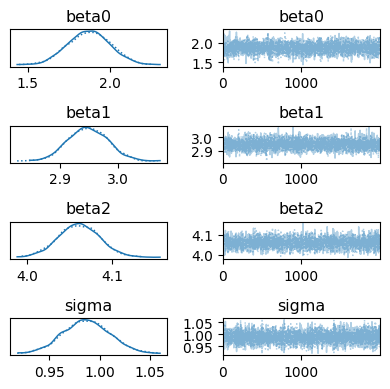 beta0 beta0
2.0
1.5
1.5 2.0 0 1000
beta1 beta1
3.0
2.9
2.9 3.0 0 1000
beta2 beta2
4.1
4.0
4.0 4.1 0 1000
sigma sigma
1.05
1.00
0.95
0.95 1.00 1.05 0 1000